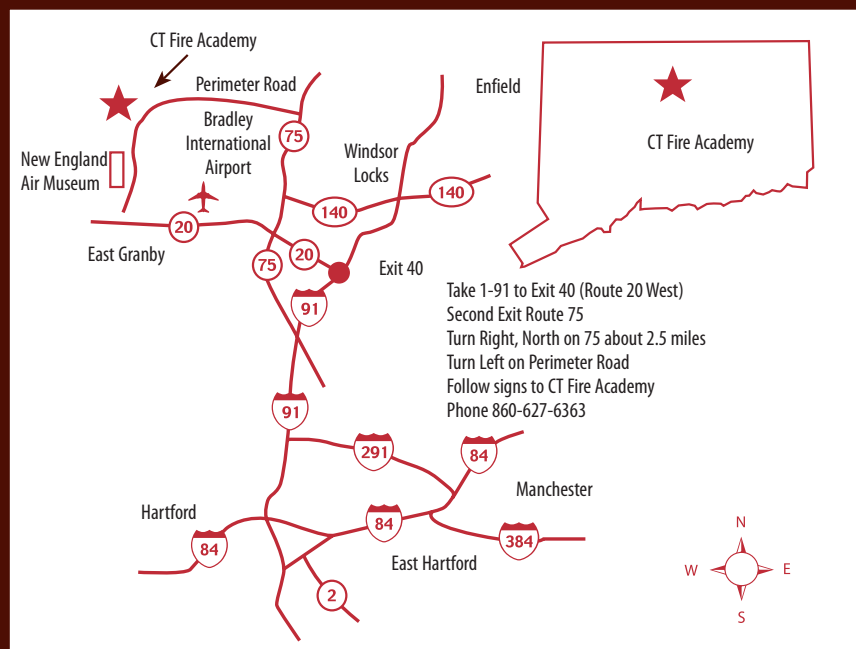 CT Fire Academy
Perimeter Road
Enfield
75
Bradley
International
Airport
Windsor
Locks
CT Fire Academy
New England
Air Museum
140
140
20
East Granby
20
75
Exit 40
91
Take 1-91 to Exit 40 (Route 20 West)
Second Exit Route 75
Turn Right, North on 75 about 2.5 miles
Turn Left on Perimeter Road
Follow signs to CT Fire Academy
Phone 860-627-6363
91
291
84
Manchester
Hartford
84
84
384
East Hartford
2
N
W
E
S